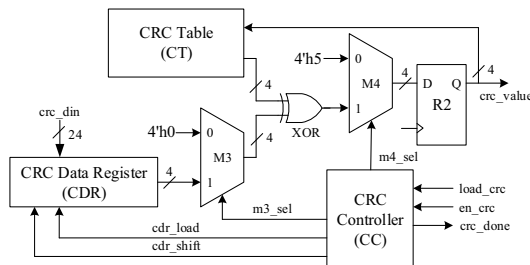 CRC Table
(CT)
4
4'h5
0
M4
1
4
D
Q
R2
4
crc_value
4
XOR
crc_din
24
4'h0
0
M3
1
4
4
CRC Data Register
(CDR)
m4_sel
m3_sel
cdr_load
cdr_shift
CRC
Controller
(CC)
load_crc
en_crc
crc_done